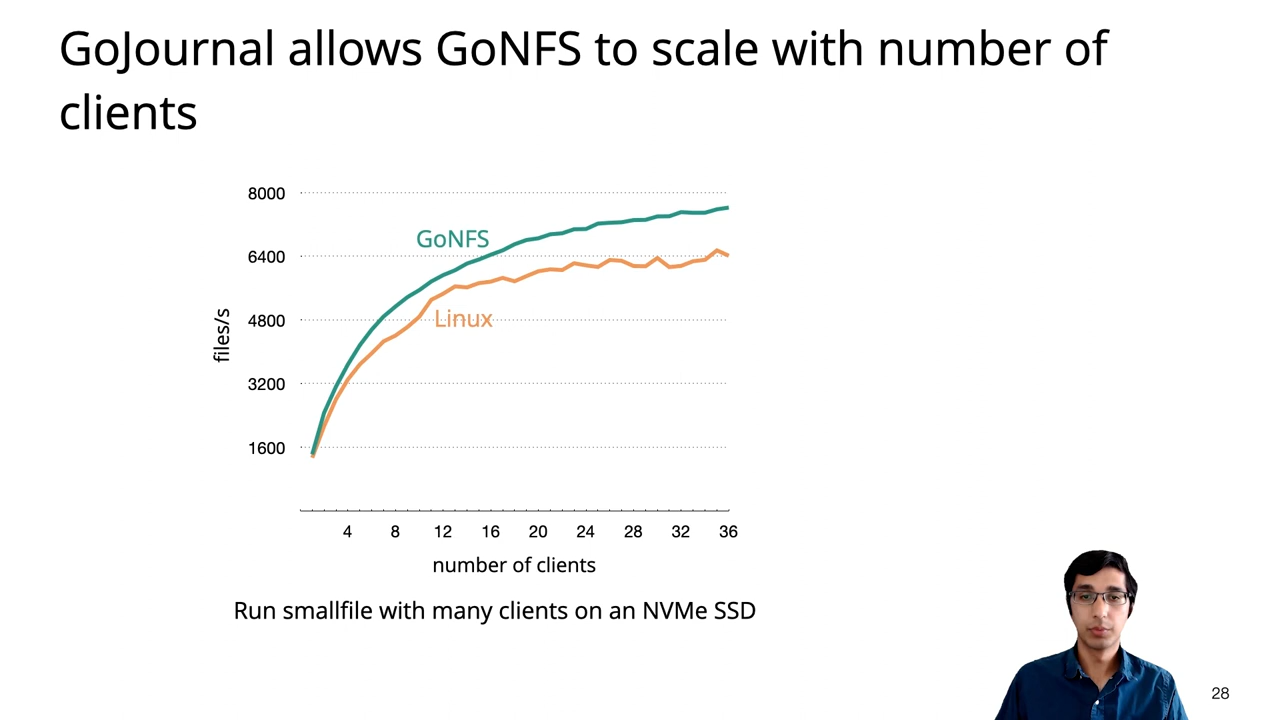 GoJournal allows GoNFS to scale with number of
clients
8000
6400
4800
3200
1600
files/s
GoNFS
Linux
4 8 12 16 20 24 28 32 36
number of clients
Run smallfile with many clients on an NVMe SSD
28